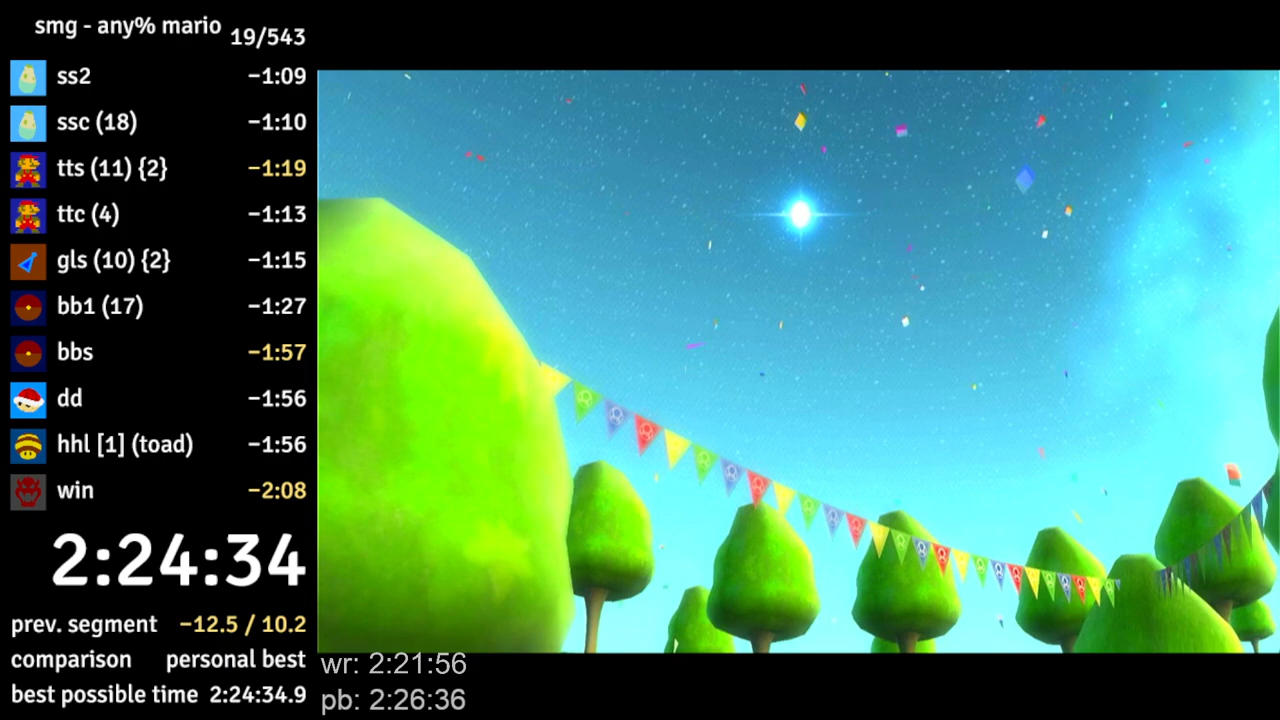 smg - any% mario
19/543
ss2 −1:09
ssc (18) −1:10
tts (11) {2} −1:19
ttc (4) −1:13
gls (10) {2} −1:15
bb1 (17) −1:27
bbs −1:57
dd −1:56
hhl [1] (toad) −1:56
win −2:08
2:24:34
prev. segment −12.5 / 10.2
comparison personal best
best possible time 2:24:34.9
wr: 2:21:56
pb: 2:26:36